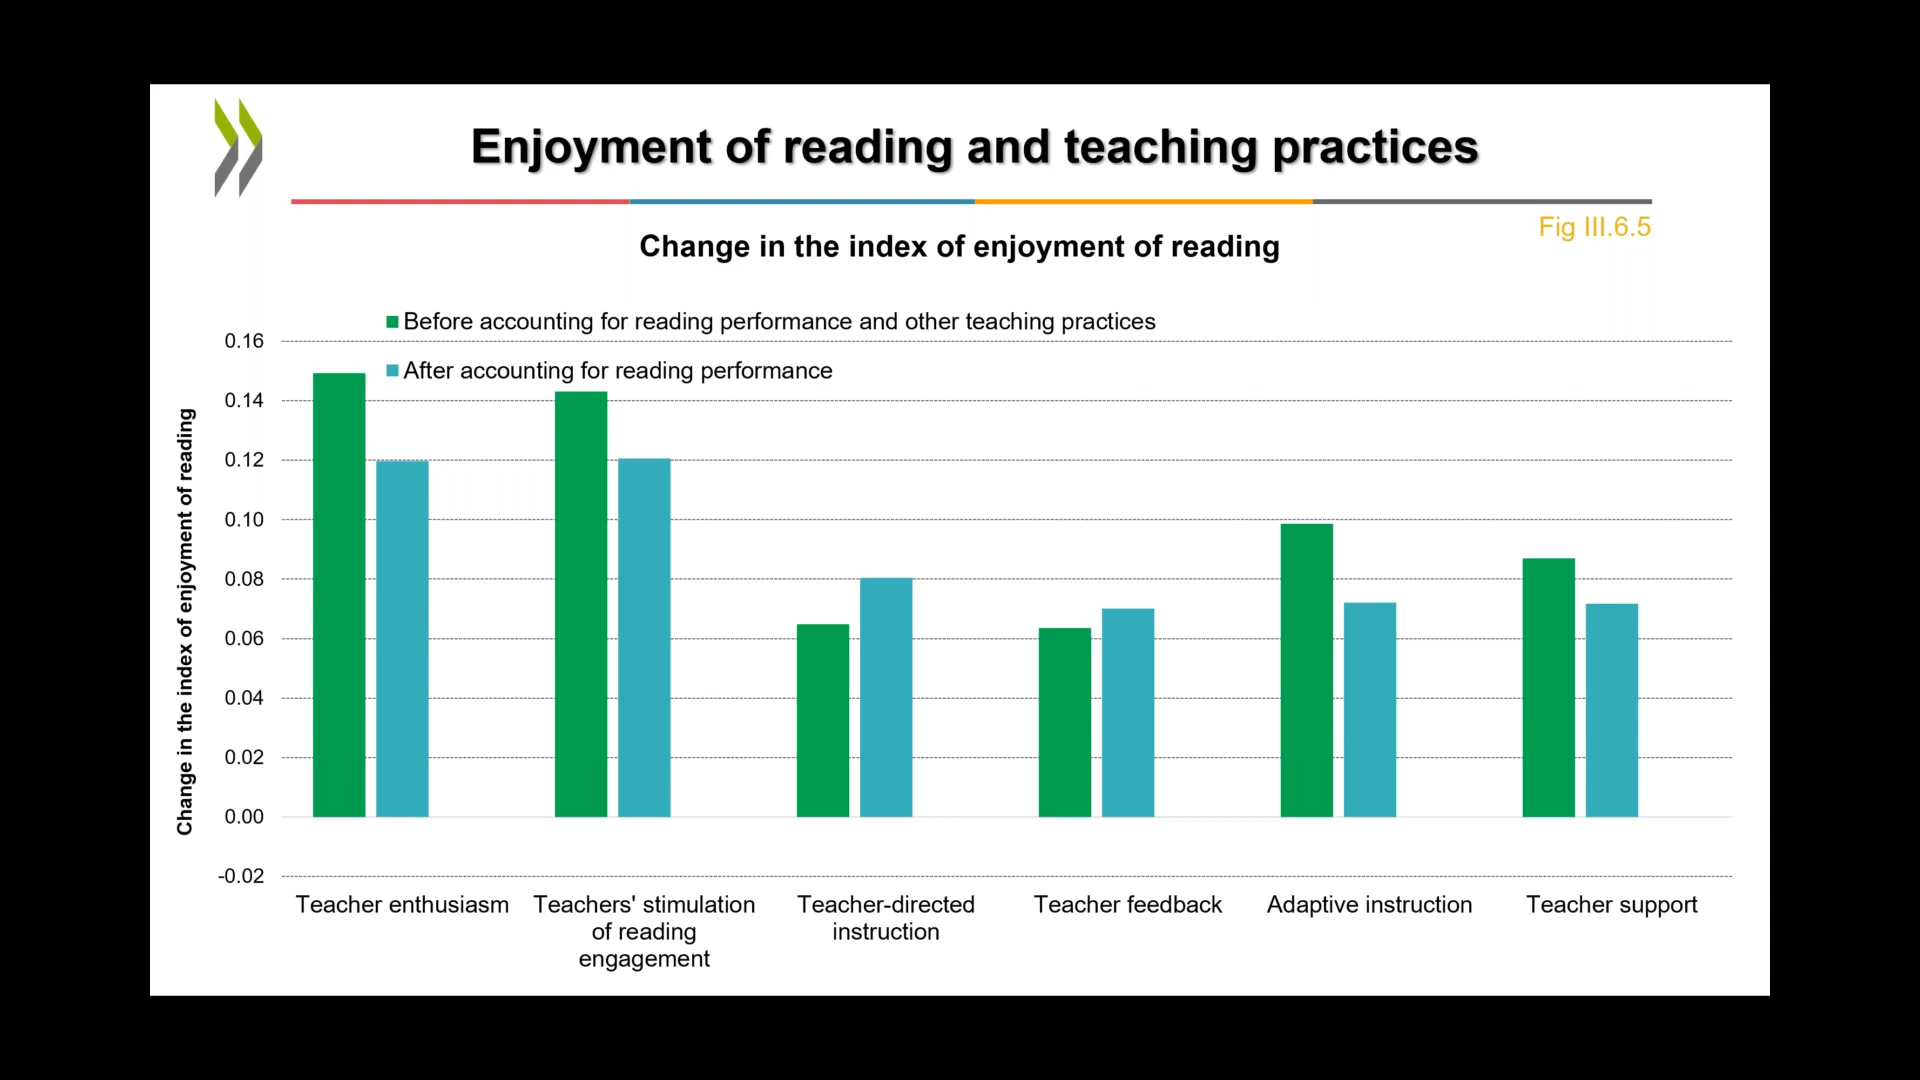 Enjoyment of reading and teaching practices
Fig III.6.5
Change in the index of enjoyment of reading
Before accounting for reading performance and other teaching practices
After accounting for reading performance
Change in the index of enjoyment of reading
0.16
0.14
0.12
0.10
0.08
0.06
0.04
0.02
0.00
-0.02
Teacher enthusiasm
Teachers' stimulation
of reading
engagement
Teacher-directed
instruction
Teacher feedback
Adaptive instruction
Teacher support